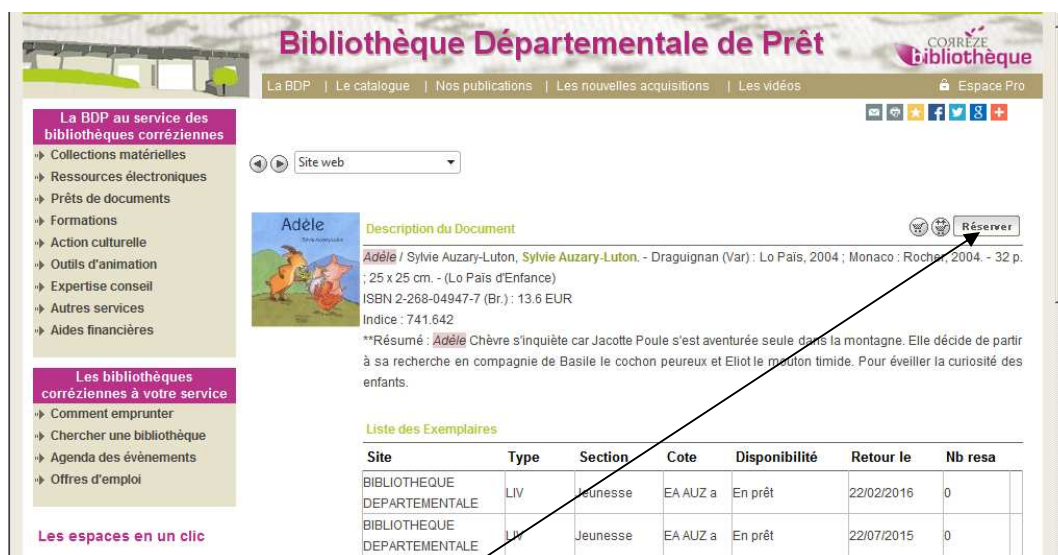 Bibliothèque Départementale de Prêt
CORRÈZE
bibliothèque
La BDP | Le catalogue | Nos publications | Les nouvelles acquisitions | Les vidéos
Espace Pro
La BDP au service des
bibliothèques corréziennes
Collections matérielles
Ressources électroniques
Prêts de documents
Formations
Action culturelle
Outils d'animation
Expertise conseil
Autres services
Aides financières
Les bibliothèques
corréziennes à votre service
Comment emprunter
Chercher une bibliothèque
Agenda des évènements
Offres d'emploi
Les espaces en un clic
Site web
Adèle
Description du Document
Réserver
Adèle / Sylvie Auzary-Luton, Sylvie Auzary-Luton. - Draguignan (Var) : Lo Païs, 2004 ; Monaco : Rocher, 2004. - 32 p.
; 25 x 25 cm. - (Lo Païs d'Enfance)
ISBN 2-268-04947-7 (Br.) : 13.6 EUR
Indice : 741.642
**Résumé : Adèle Chèvre s'inquiète car Jacotte Poule s'est aventurée seule dans la montagne. Elle décide de partir
à sa recherche en compagnie de Basile le cochon peureux et Eliot le mouton timide. Pour éveiller la curiosité des
enfants.
Liste des Exemplaires
Site Type Section Cote Disponibilité Retour le Nb resa
BIBLIOTHEQUE
DEPARTEMENTALE LIV Jeunesse EA AUZ a En prêt 22/02/2016 0
BIBLIOTHEQUE
DEPARTEMENTALE LIV Jeunesse EA AUZ a En prêt 22/07/2015 0